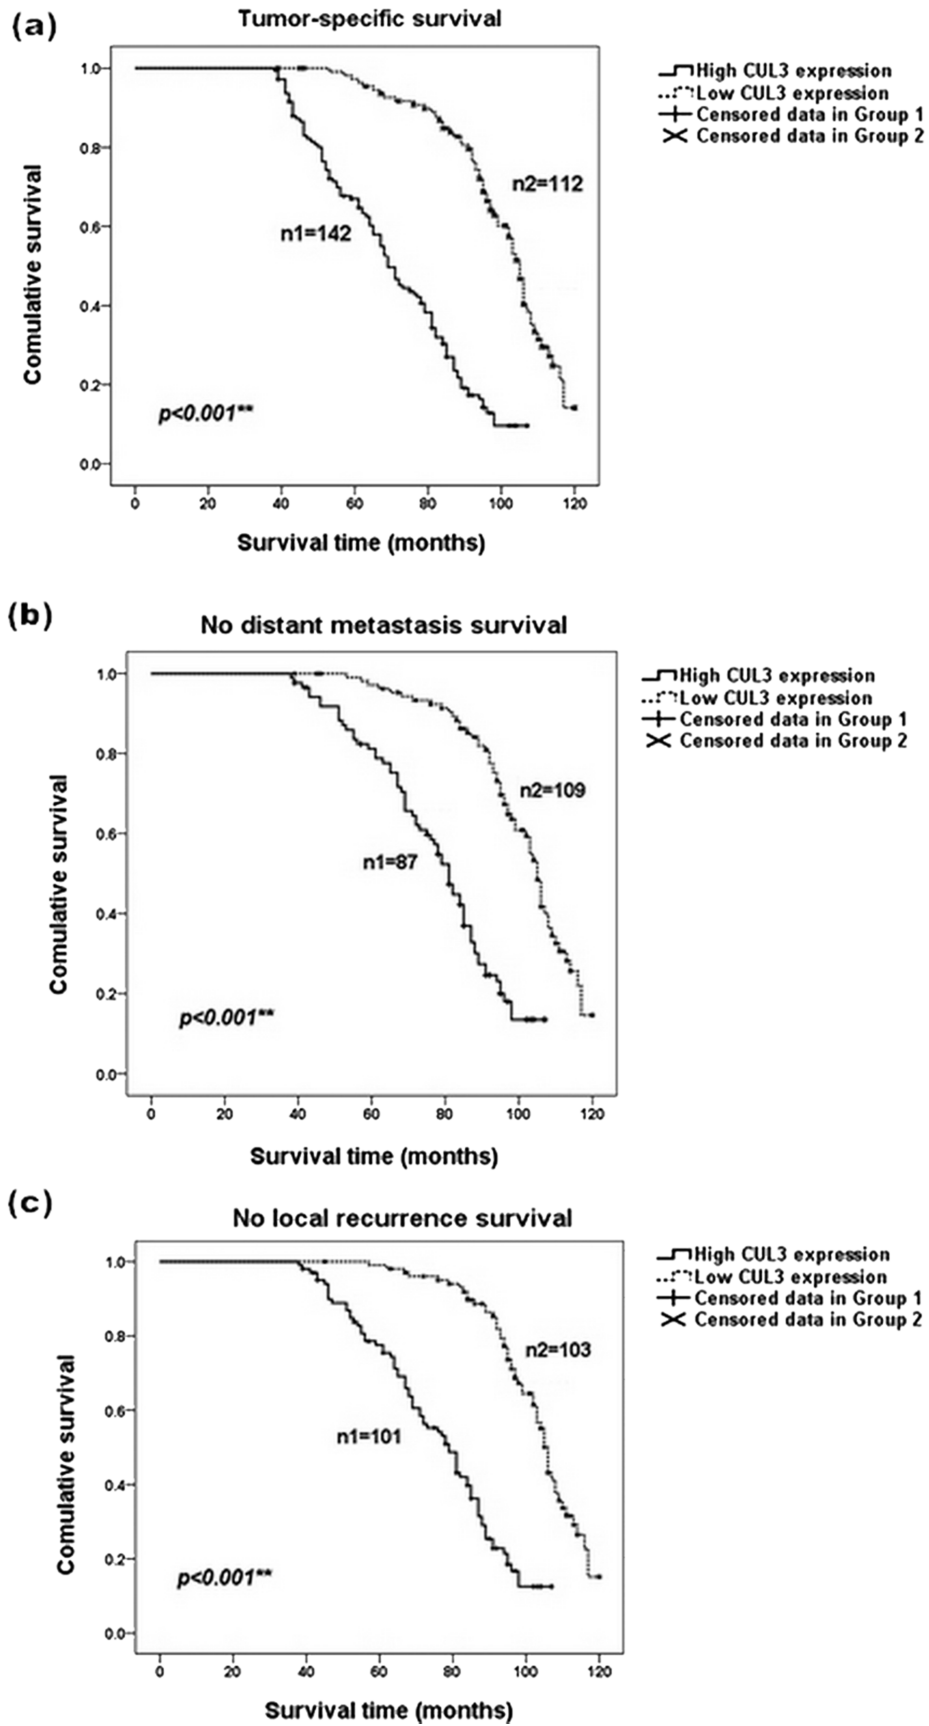 (a)
Tumor-specific survival
Comulative survival
1.0
0.8
0.6
0.4
0.2
0.0
n1=142
n2=112
p<0.001**
0 20 40 60 80 100 120
Survival time (months)
High CUL3 expression
Low CUL3 expression
Censored data in Group 1
Censored data in Group 2
(b)
No distant metastasis survival
Comulative survival
1.0
0.8
0.6
0.4
0.2
0.0
n1=87
n2=109
p<0.001**
0 20 40 60 80 100 120
Survival time (months)
High CUL3 expression
Low CUL3 expression
Censored data in Group 1
Censored data in Group 2
(c)
No local recurrence survival
Comulative survival
1.0
0.8
0.6
0.4
0.2
0.0
n1=101
n2=103
p<0.001**
0 20 40 60 80 100 120
Survival time (months)
High CUL3 expression
Low CUL3 expression
Censored data in Group 1
Censored data in Group 2